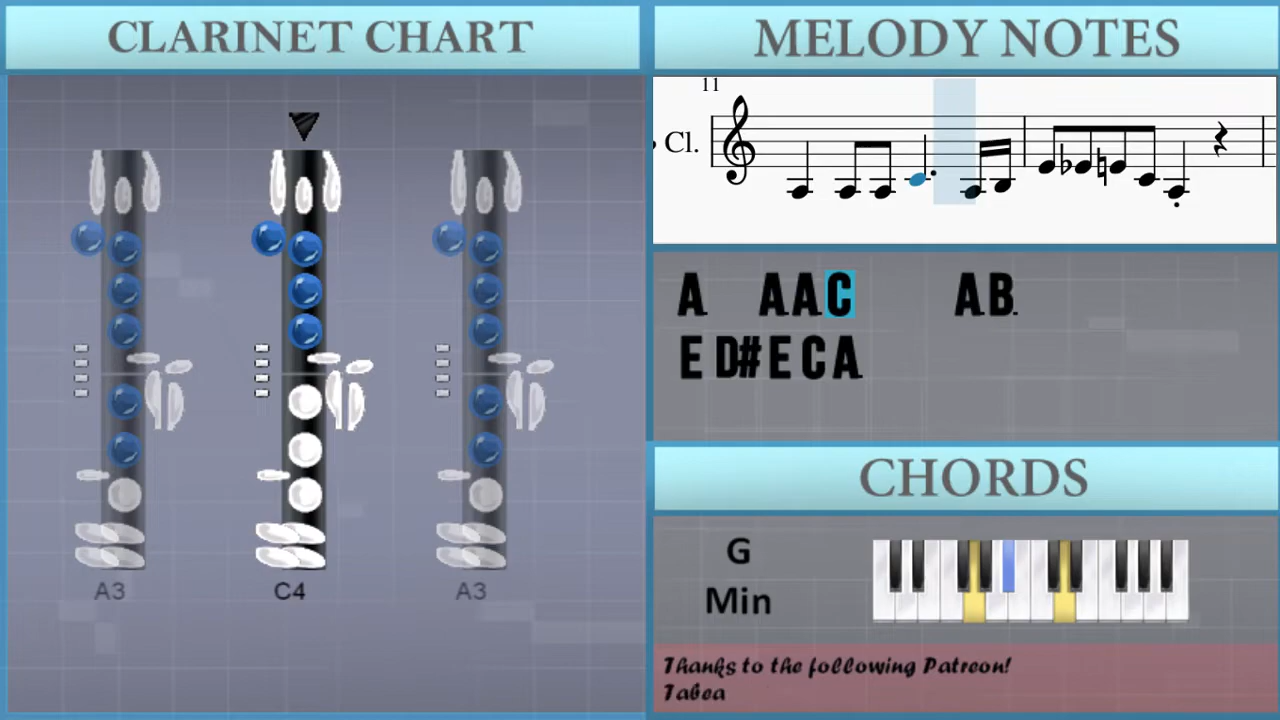 CLARINET CHART
A3 C4 A3
MELODY NOTES
11
Cl.
A AAC AB
E D# E C A
CHORDS
G
Min
Thanks to the following Patreon!
Tabea